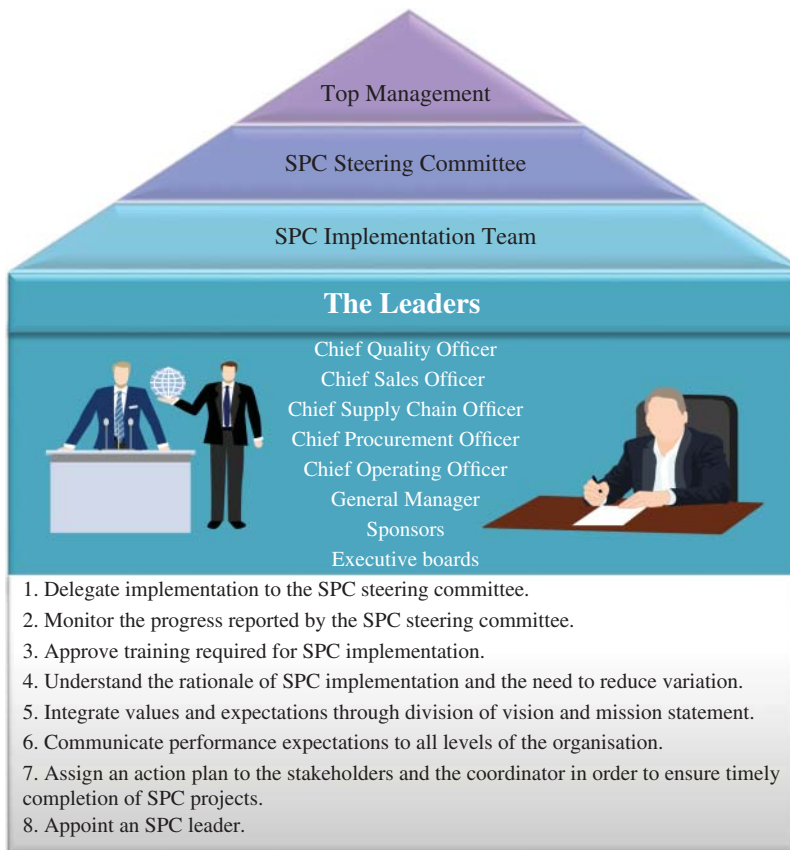 Top Management
SPC Steering Committee
SPC Implementation Team
The Leaders
Chief Quality Officer
Chief Sales Officer
Chief Supply Chain Officer
Chief Procurement Officer
Chief Operating Officer
General Manager
Sponsors
Executive boards
1. Delegate implementation to the SPC steering committee.
2. Monitor the progress reported by the SPC steering committee.
3. Approve training required for SPC implementation.
4. Understand the rationale of SPC implementation and the need to reduce variation.
5. Integrate values and expectations through division of vision and mission statement.
6. Communicate performance expectations to all levels of the organisation.
7. Assign an action plan to the stakeholders and the coordinator in order to ensure timely
completion of SPC projects.
8. Appoint an SPC leader.